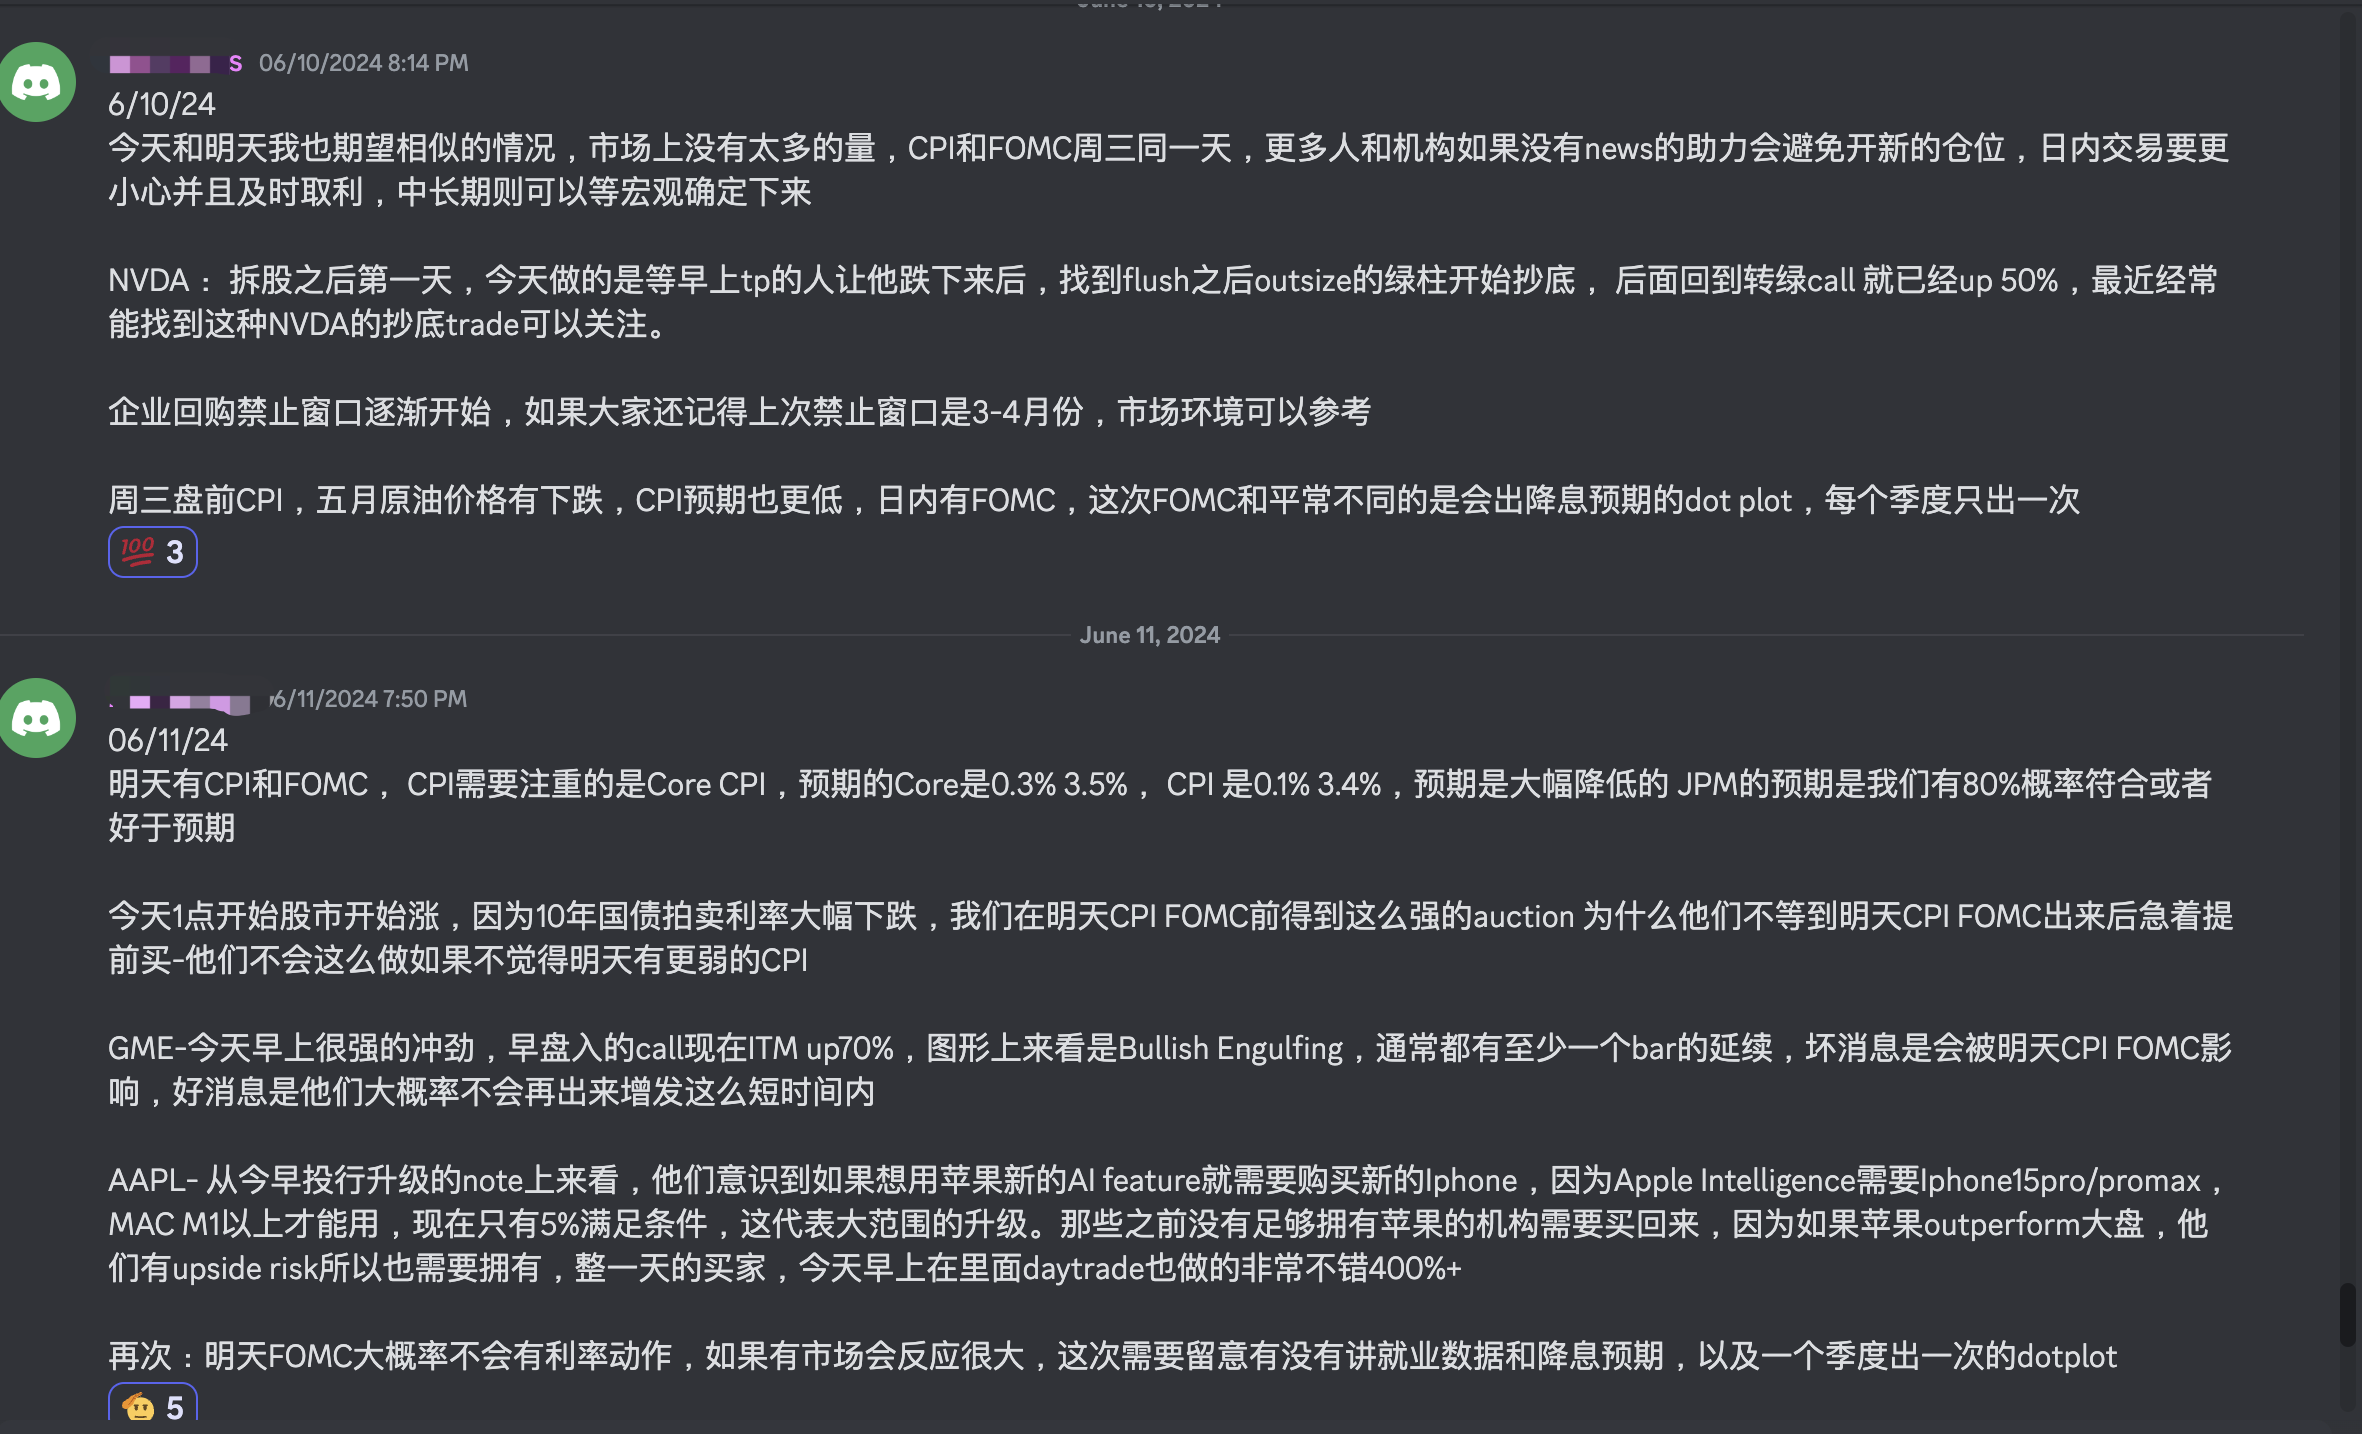 S 06/10/2024 8:14 PM
6/10/24
今天和明天我也期望相似的情况，市场上没有太多的量，CPI和FOMC周三同一天，更多人和机构如果没有news的助力会避免开新的仓位，日内交易要更
小心并且及时取利，中长期则可以等宏观确定下来
NVDA： 拆股之后第一天，今天做的是等早上tp的人让他跌下来后，找到flush之后outsize的绿柱开始抄底， 后面回到转绿call 就已经up 50%，最近经常
能找到这种NVDA的抄底trade可以关注。
企业回购禁止窗口逐渐开始，如果大家还记得上次禁止窗口是3-4月份，市场环境可以参考
周三盘前CPI，五月原油价格有下跌，CPI预期也更低，日内有FOMC，这次FOMC和平常不同的是会出降息预期的dot plot，每个季度只出一次
💯 3
June 11, 2024
6/11/2024 7:50 PM
06/11/24
明天有CPI和FOMC， CPI需要注重的是Core CPI，预期的Core是0.3% 3.5%， CPI 是0.1% 3.4%，预期是大幅降低的 JPM的预期是我们有80%概率符合或者
好于预期
今天1点开始股市开始涨，因为10年国债拍卖利率大幅下跌，我们在明天CPI FOMC前得到这么强的auction 为什么他们不等到明天CPI FOMC出来后急着提
前买-他们不会这么做如果不觉得明天有更弱的CPI
GME-今天早上很强的冲劲，早盘入的call现在ITM up70%，图形上来看是Bullish Engulfing，通常都有至少一个bar的延续，坏消息是会被明天CPI FOMC影
响，好消息是他们大概率不会再出来增发这么短时间内
AAPL- 从今早投行升级的note上来看，他们意识到如果想用苹果新的AI feature就需要购买新的Iphone，因为Apple Intelligence需要Iphone15pro/promax，
MAC M1以上才能用，现在只有5%满足条件，这代表大范围的升级。那些之前没有足够拥有苹果的机构需要买回来，因为如果苹果outperform大盘，他
们有upside risk所以也需要拥有，整一天的买家，今天早上在里面daytrade也做的非常不错400%+
再次：明天FOMC大概率不会有利率动作，如果有市场会反应很大，这次需要留意有没有讲就业数据和降息预期，以及一个季度出一次的dotplot
5